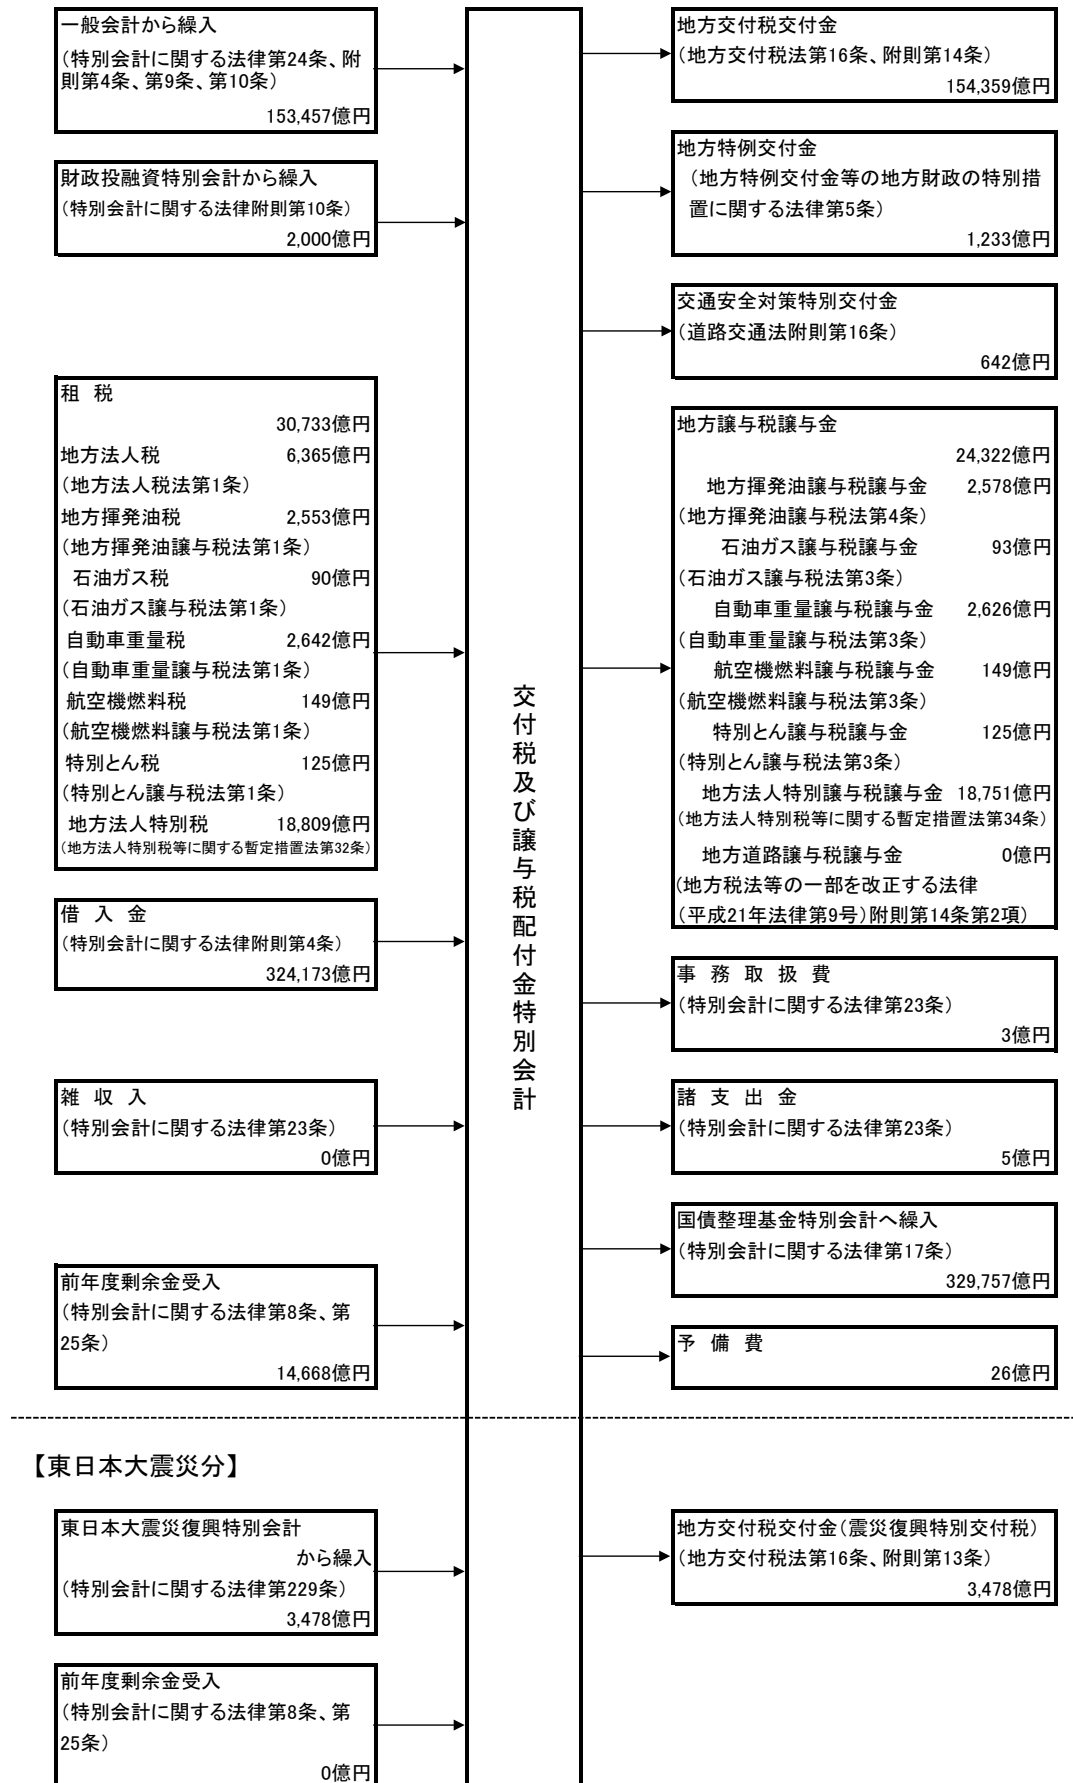 一般会計から繰入
(特別会計に関する法律第24条、附
則第4条、第9条、第10条)
153,457億円
財政投融資特別会計から繰入
(特別会計に関する法律附則第10条)
2,000億円
租 税
30,733億円
地方法人税 6,365億円
(地方法人税法第1条)
地方揮発油税 2,553億円
(地方揮発油譲与税法第1条)
石油ガス税 90億円
(石油ガス譲与税法第1条)
自動車重量税 2,642億円
(自動車重量譲与税法第1条)
航空機燃料税 149億円
(航空機燃料譲与税法第1条)
特別とん税 125億円
(特別とん譲与税法第1条)
地方法人特別税 18,809億円
(地方法人特別税等に関する暫定措置法第32条)
借 入 金
(特別会計に関する法律附則第4条)
324,173億円
雑 収 入
(特別会計に関する法律第23条)
0億円
前年度剰余金受入
(特別会計に関する法律第8条、第
25条)
14,668億円
交付税及び譲与税配付金特別会計
地方交付税交付金
(地方交付税法第16条、附則第14条)
154,359億円
地方特例交付金
(地方特例交付金等の地方財政の特別措
置に関する法律第5条)
1,233億円
交通安全対策特別交付金
(道路交通法附則第16条)
642億円
地方譲与税譲与金
24,322億円
地方揮発油譲与税譲与金 2,578億円
(地方揮発油譲与税法第4条)
石油ガス譲与税譲与金 93億円
(石油ガス譲与税法第3条)
自動車重量譲与税譲与金 2,626億円
(自動車重量譲与税法第3条)
航空機燃料譲与税譲与金 149億円
(航空機燃料譲与税法第3条)
特別とん譲与税譲与金 125億円
(特別とん譲与税法第3条)
地方法人特別譲与税譲与金 18,751億円
(地方法人特別税等に関する暫定措置法第34条)
地方道路譲与税譲与金 0億円
(地方税法等の一部を改正する法律
(平成21年法律第9号)附則第14条第2項)
事 務 取 扱 費
(特別会計に関する法律第23条)
3億円
諸 支 出 金
(特別会計に関する法律第23条)
5億円
国債整理基金特別会計へ繰入
(特別会計に関する法律第17条)
329,757億円
予 備 費
26億円
【東日本大震災分】
東日本大震災復興特別会計
から繰入
(特別会計に関する法律第229条)
3,478億円
前年度剰余金受入
(特別会計に関する法律第8条、第
25条)
0億円
地方交付税交付金(震災復興特別交付税)
(地方交付税法第16条、附則第13条)
3,478億円